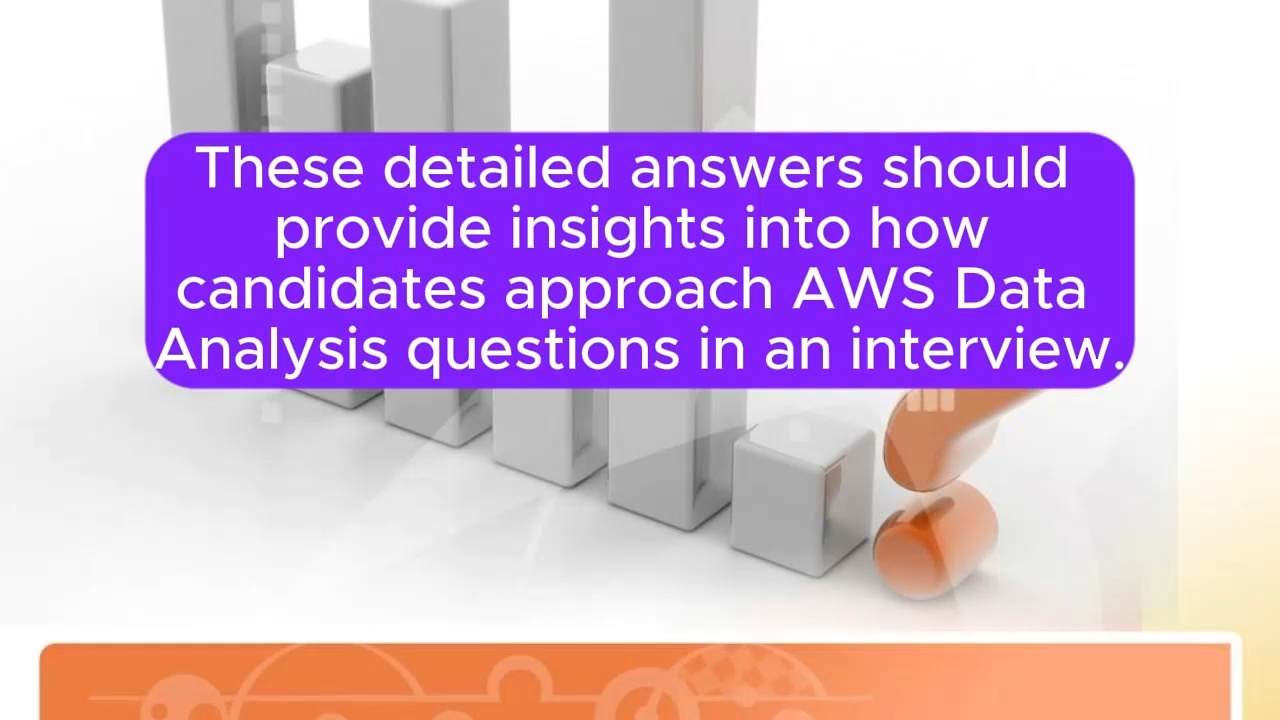 These detailed answers should
provide insights into how
candidates approach AWS Data
Analysis questions in an interview.